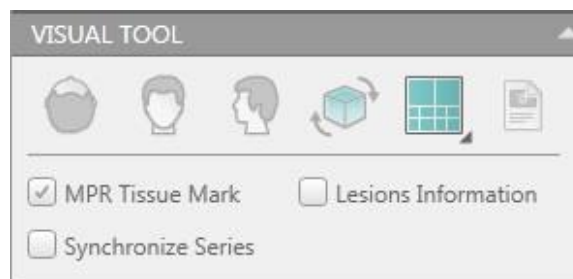 VISUAL TOOL
MPR Tissue Mark
Lesions Information
Synchronize Series